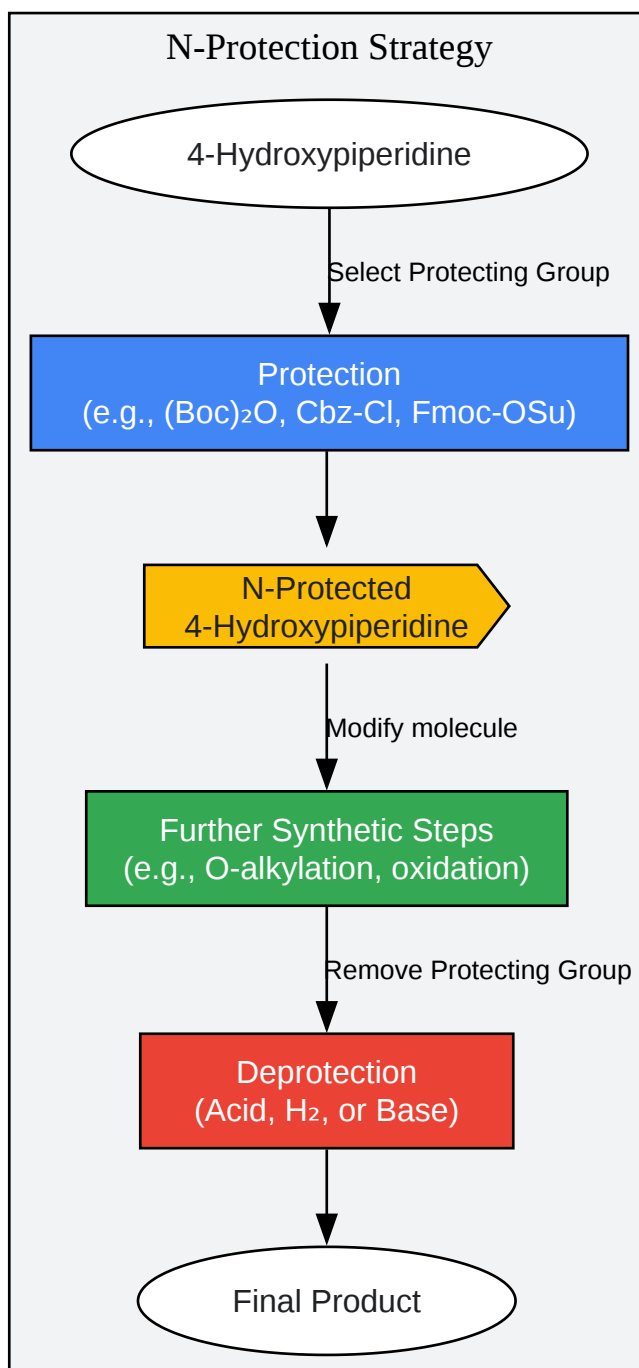 N-Protection Strategy
4-Hydroxypiperidine
Select Protecting Group
Protection
(e.g., (Boc)₂O, Cbz-Cl, Fmoc-OSu)
N-Protected
4-Hydroxypiperidine
Modify molecule
Further Synthetic Steps
(e.g., O-alkylation, oxidation)
Remove Protecting Group
Deprotection
(Acid, H₂, or Base)
Final Product